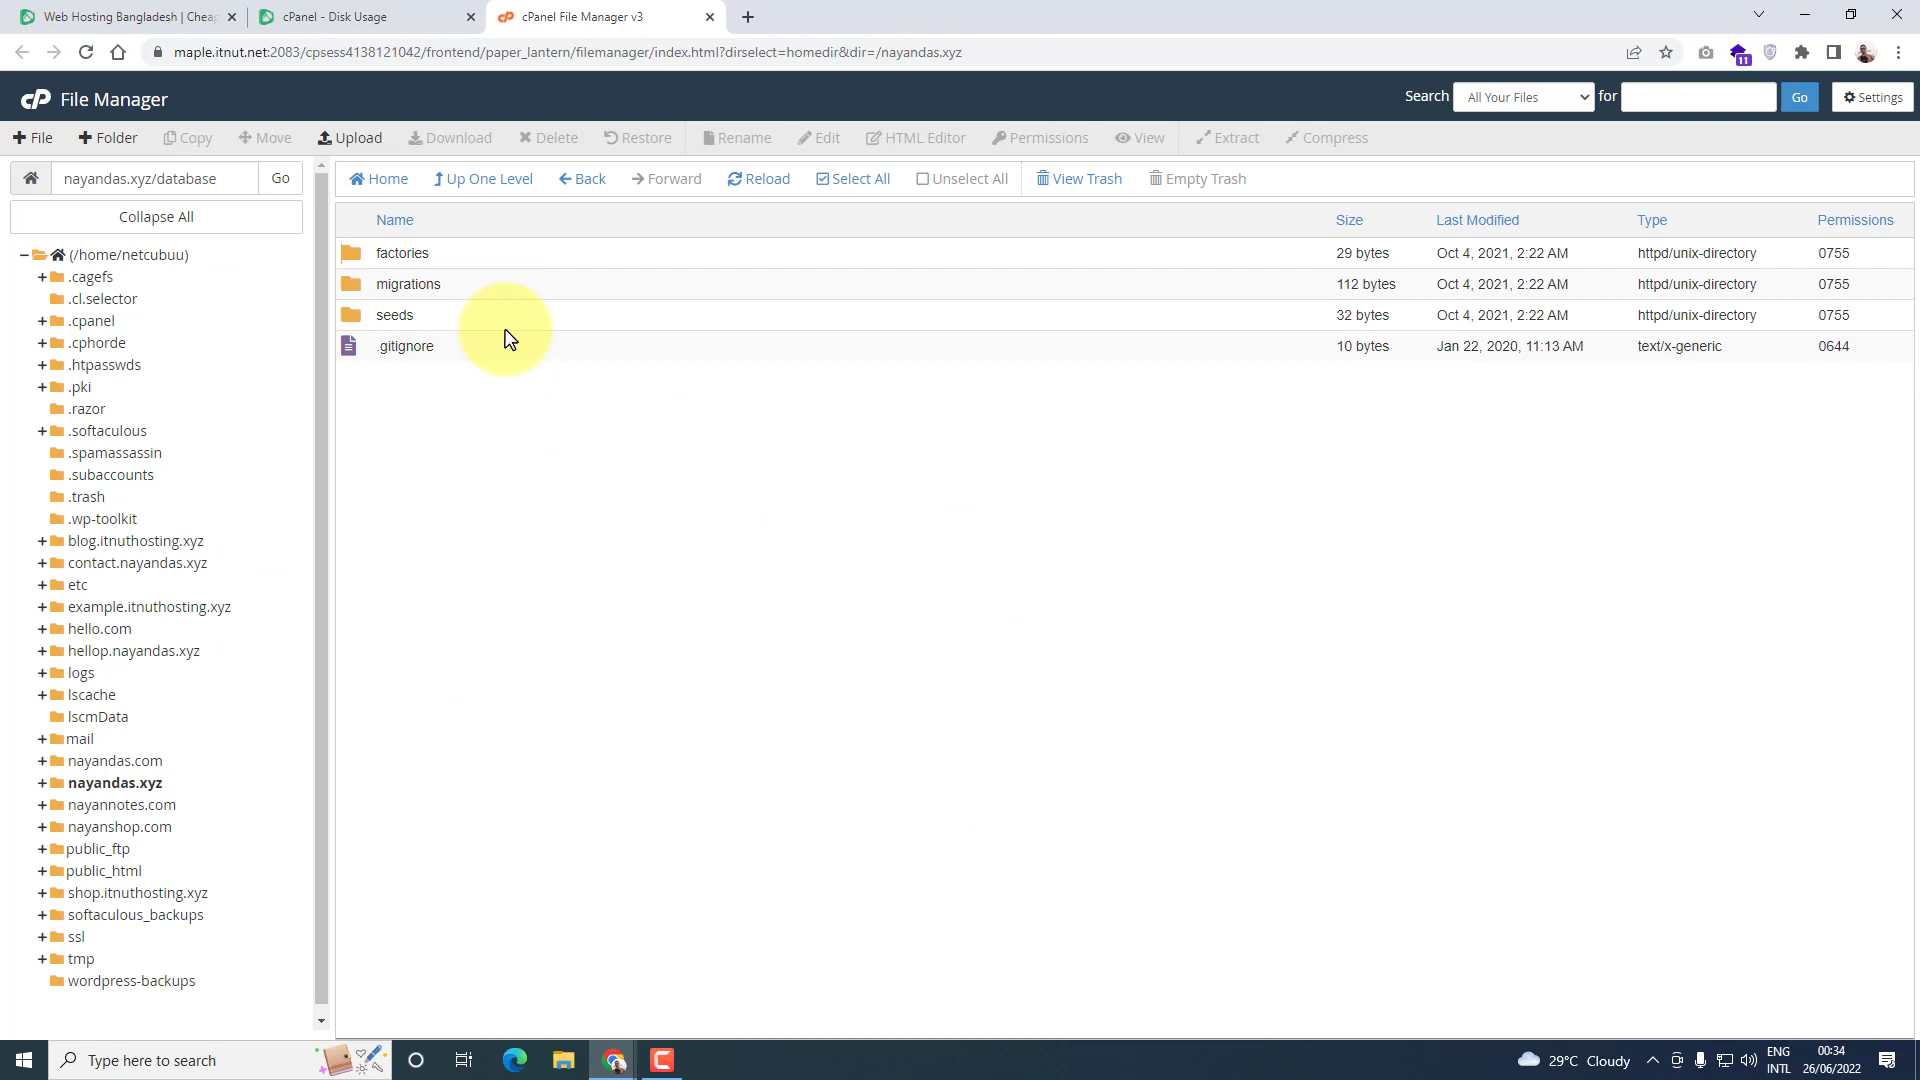 Web Hosting Bangladesh | Cheap
cPanel - Disk Usage
cPanel File Manager v3
maple.itnut.net:2083/cpsess4138121042/frontend/paper_lantern/filemanager/index.html?dirselect=homedir&dir=/nayandas.xyz
11
cP File Manager
Search All Your Files for Go Settings
File Folder Copy Move Upload Download Delete Restore Rename Edit HTML Editor Permissions View Extract Compress
nayandas.xyz/database Go
Home Up One Level Back Forward Reload Select All Unselect All View Trash Empty Trash
Collapse All
Name Size Last Modified Type Permissions
factories 29 bytes Oct 4, 2021, 2:22 AM httpd/unix-directory 0755
migrations 112 bytes Oct 4, 2021, 2:22 AM httpd/unix-directory 0755
seeds 32 bytes Oct 4, 2021, 2:22 AM httpd/unix-directory 0755
.gitignore 10 bytes Jan 22, 2020, 11:13 AM text/x-generic 0644
(/home/netcubuu)
.cagefs
.cl.selector
.cpanel
.cphorde
.htpasswds
.pki
.razor
.softaculous
.spamassassin
.subaccounts
.trash
.wp-toolkit
blog.itnuthosting.xyz
contact.nayandas.xyz
etc
example.itnuthosting.xyz
hello.com
hellop.nayandas.xyz
logs
lscache
lscmData
mail
nayandas.com
nayandas.xyz
nayannotes.com
nayanshop.com
public_ftp
public_html
shop.itnuthosting.xyz
softaculous_backups
ssl
tmp
wordpress-backups
Type here to search
29°C Cloudy
ENG
INTL
00:34
26/06/2022